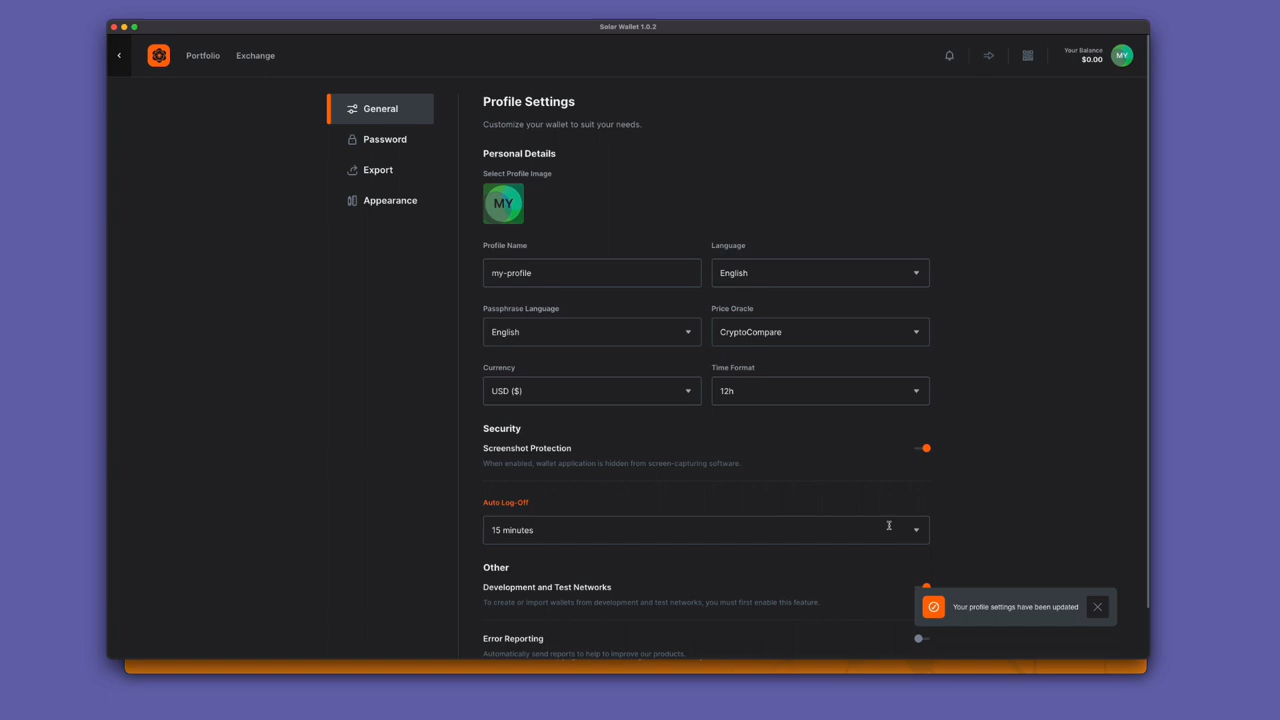 Solar Wallet 1.0.2
Portfolio
Exchange
Your Balance
$0.00
MY
General
Password
Export
Appearance
Profile Settings
Customize your wallet to suit your needs.
Personal Details
Select Profile Image
MY
Profile Name
Language
my-profile
English
Passphrase Language
Price Oracle
English
CryptoCompare
Currency
Time Format
USD ($)
12h
Security
Screenshot Protection
When enabled, wallet application is hidden from screen-capturing software.
Auto Log-Off
15 minutes
Other
Development and Test Networks
To create or import wallets from development and test networks, you must first enable this feature.
Your profile settings have been updated
Error Reporting
Automatically send reports to help to improve our products.